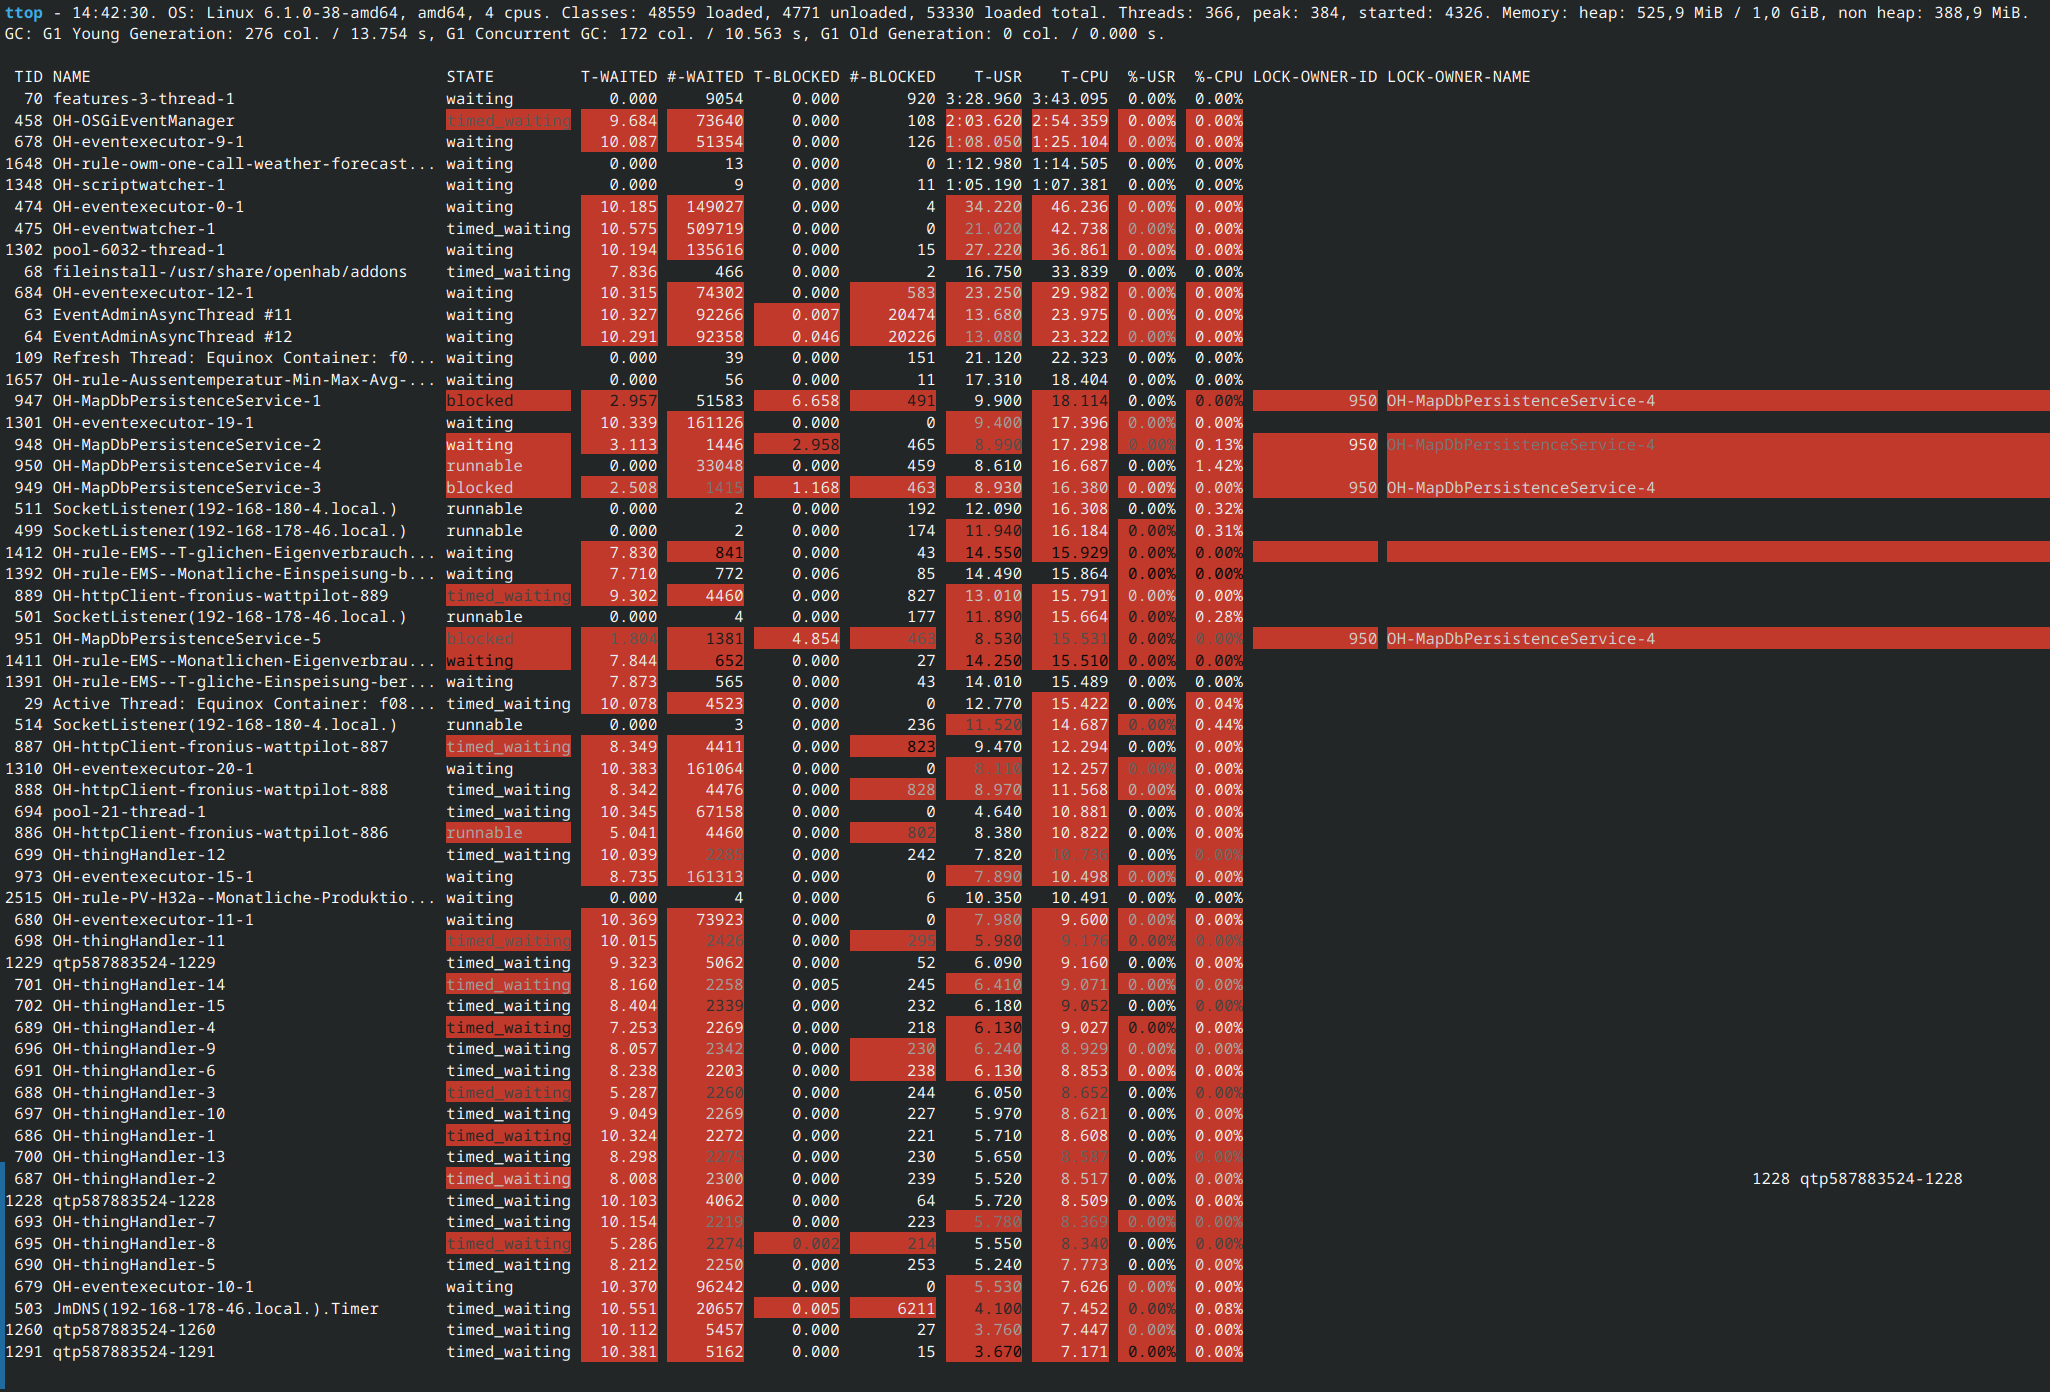 ttop - 14:42:30. OS: Linux 6.1.0-38-amd64, amd64, 4 cpus. Classes: 48559 loaded, 4771 unloaded, 53330 loaded total. Threads: 366, peak: 384, started: 4326. Memory: heap: 525,9 MiB / 1,0 GiB, non heap: 388,9 MiB.
GC: G1 Young Generation: 276 col. / 13.754 s, G1 Concurrent GC: 172 col. / 10.563 s, G1 Old Generation: 0 col. / 0.000 s.
TID NAME STATE T-WAITED #-WAITED T-BLOCKED #-BLOCKED T-USR T-CPU %-USR %-CPU LOCK-OWNER-ID LOCK-OWNER-NAME
70 features-3-thread-1 waiting 0.000 9054 0.000 920 3:28.960 3:43.095 0.00% 0.00%
458 OH-OSGiEventManager timed_waiting 9.684 73640 0.000 108 2:03.620 2:54.359 0.00% 0.00%
678 OH-eventexecutor-9-1 waiting 10.087 51354 0.000 126 1:08.050 1:25.104 0.00% 0.00%
1648 OH-rule-owm-one-call-weather-forecast... waiting 0.000 13 0.000 0 1:12.980 1:14.505 0.00% 0.00%
1348 OH-scriptwatcher-1 waiting 0.000 9 0.000 11 1:05.190 1:07.381 0.00% 0.00%
474 OH-eventexecutor-0-1 waiting 10.185 149027 0.000 4 34.220 46.236 0.00% 0.00%
475 OH-eventwatcher-1 timed_waiting 10.575 509719 0.000 0 21.020 42.738 0.00% 0.00%
1302 pool-6032-thread-1 waiting 10.194 135616 0.000 15 27.220 36.861 0.00% 0.00%
68 fileinstall-/usr/share/openhab/addons timed_waiting 7.836 466 0.000 2 16.750 33.839 0.00% 0.00%
684 OH-eventexecutor-12-1 waiting 10.315 74302 0.000 583 23.250 29.982 0.00% 0.00%
63 EventAdminAsyncThread #11 waiting 10.327 92266 0.007 20474 13.680 23.975 0.00% 0.00%
64 EventAdminAsyncThread #12 waiting 10.291 92358 0.046 20226 13.080 23.322 0.00% 0.00%
109 Refresh Thread: Equinox Container: f0... waiting 0.000 39 0.000 151 21.120 22.323 0.00% 0.00%
1657 OH-rule-Aussentemperatur-Min-Max-Avg-... waiting 0.000 56 0.000 11 17.310 18.404 0.00% 0.00%
947 OH-MapDbPersistenceService-1 blocked 2.957 51583 6.658 491 9.900 18.114 0.00% 0.00% 950 OH-MapDbPersistenceService-4
1301 OH-eventexecutor-19-1 waiting 10.339 161126 0.000 0 9.400 17.396 0.00% 0.00%
948 OH-MapDbPersistenceService-2 waiting 3.113 1446 2.958 465 8.990 17.298 0.00% 0.13% 950 OH-MapDbPersistenceService-4
950 OH-MapDbPersistenceService-4 runnable 0.000 33048 0.000 459 8.610 16.687 0.00% 1.42%
949 OH-MapDbPersistenceService-3 blocked 2.508 1415 1.168 463 8.930 16.380 0.00% 0.00% 950 OH-MapDbPersistenceService-4
511 SocketListener(192-168-180-4.local.) runnable 0.000 2 0.000 192 12.090 16.308 0.00% 0.32%
499 SocketListener(192-168-178-46.local.) runnable 0.000 2 0.000 174 11.940 16.184 0.00% 0.31%
1412 OH-rule-EMS--T-glichen-Eigenverbrauch... waiting 7.830 841 0.000 43 14.550 15.929 0.00% 0.00%
1392 OH-rule-EMS--Monatliche-Einspeisung-b... waiting 7.710 772 0.006 85 14.490 15.864 0.00% 0.00%
889 OH-httpClient-fronius-wattpilot-889 timed_waiting 9.302 4460 0.000 827 13.010 15.791 0.00% 0.00%
501 SocketListener(192-168-178-46.local.) runnable 0.000 4 0.000 177 11.890 15.664 0.00% 0.28%
951 OH-MapDbPersistenceService-5 blocked 1.804 1381 4.854 463 8.530 15.531 0.00% 0.00% 950 OH-MapDbPersistenceService-4
1411 OH-rule-EMS--Monatlichen-Eigenverbrau... waiting 7.844 652 0.000 27 14.250 15.510 0.00% 0.00%
1391 OH-rule-EMS--T-gliche-Einspeisung-ber... waiting 7.873 565 0.000 43 14.010 15.489 0.00% 0.00%
29 Active Thread: Equinox Container: f08... timed_waiting 10.078 4523 0.000 0 12.770 15.422 0.00% 0.04%
514 SocketListener(192-168-180-4.local.) runnable 0.000 3 0.000 236 11.520 14.687 0.00% 0.44%
887 OH-httpClient-fronius-wattpilot-887 timed_waiting 8.349 4411 0.000 823 9.470 12.294 0.00% 0.00%
1310 OH-eventexecutor-20-1 waiting 10.383 161064 0.000 0 12.257 0.00% 0.00%
888 OH-httpClient-fronius-wattpilot-888 timed_waiting 8.342 4476 0.000 828 8.970 11.568 0.00% 0.00%
694 pool-21-thread-1 timed_waiting 10.345 67158 0.000 0 4.640 10.881 0.00% 0.00%
886 OH-httpClient-fronius-wattpilot-886 runnable 5.041 4460 0.000 802 8.380 10.822 0.00% 0.00%
699 OH-thingHandler-12 timed_waiting 10.039 0.000 242 7.820 10.736 0.00% 0.00%
973 OH-eventexecutor-15-1 waiting 8.735 161313 0.000 0 7.890 10.498 0.00% 0.00%
2515 OH-rule-PV-H32a--Monatliche-Produktio... waiting 0.000 4 0.000 6 10.350 10.491 0.00% 0.00%
680 OH-eventexecutor-11-1 waiting 10.369 73923 0.000 0 7.980 9.600 0.00% 0.00%
698 OH-thingHandler-11 timed_waiting 10.015 2426 0.000 295 5.980 9.176 0.00% 0.00%
1229 qtp587883524-1229 timed_waiting 9.323 5062 0.000 52 6.090 9.160 0.00% 0.00%
701 OH-thingHandler-14 timed_waiting 8.160 2258 0.005 245 6.410 9.071 0.00% 0.00%
702 OH-thingHandler-15 timed_waiting 8.404 2339 0.000 232 6.180 9.052 0.00% 0.00%
689 OH-thingHandler-4 timed_waiting 7.253 2269 0.000 218 6.130 9.027 0.00% 0.00%
696 OH-thingHandler-9 timed_waiting 8.057 2342 0.000 230 6.240 8.929 0.00% 0.00%
691 OH-thingHandler-6 timed_waiting 8.238 2203 0.000 238 6.130 8.853 0.00% 0.00%
688 OH-thingHandler-3 timed_waiting 5.287 2260 0.000 244 6.050 8.652 0.00% 0.00%
697 OH-thingHandler-10 timed_waiting 9.049 2269 0.000 227 5.970 8.621 0.00% 0.00%
686 OH-thingHandler-1 timed_waiting 10.324 2272 0.000 221 5.710 8.608 0.00% 0.00%
700 OH-thingHandler-13 timed_waiting 8.298 2275 0.000 230 5.650 8.587 0.00% 0.00%
687 OH-thingHandler-2 timed_waiting 8.008 2300 0.000 239 5.520 8.517 0.00% 0.00% 1228 qtp587883524-1228
1228 qtp587883524-1228 timed_waiting 10.103 4062 0.000 64 5.720 8.509 0.00% 0.00%
693 OH-thingHandler-7 timed_waiting 10.154 2219 0.000 223 5.780 8.369 0.00% 0.00%
695 OH-thingHandler-8 timed_waiting 5.286 2274 0.002 214 5.550 8.340 0.00% 0.00%
690 OH-thingHandler-5 timed_waiting 8.212 2250 0.000 253 5.240 7.773 0.00% 0.00%
679 OH-eventexecutor-10-1 waiting 10.370 96242 0.000 0 5.530 7.626 0.00% 0.00%
503 JmDNS(192-168-178-46.local.).Timer timed_waiting 10.551 20657 0.005 6211 4.100 7.452 0.00% 0.08%
1260 qtp587883524-1260 timed_waiting 10.112 5457 0.000 27 3.760 7.447 0.00% 0.00%
1291 qtp587883524-1291 timed_waiting 10.381 5162 0.000 15 3.670 7.171 0.00% 0.00%